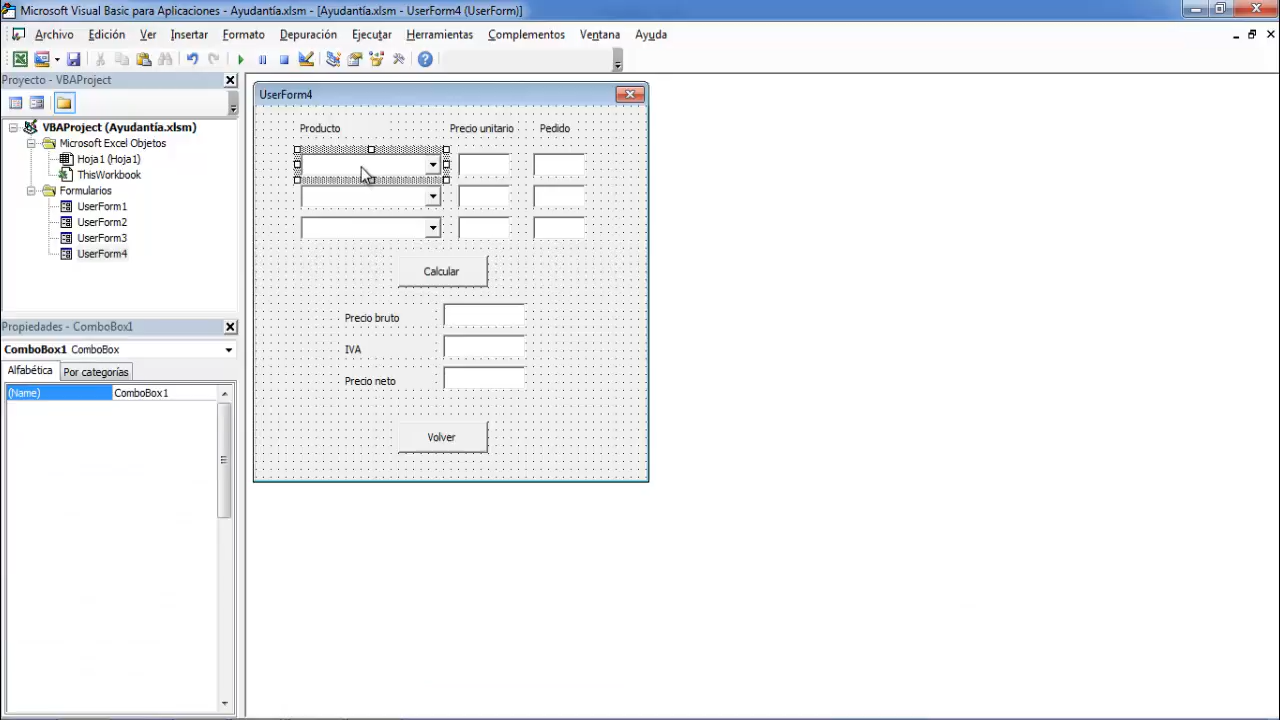 Microsoft Visual Basic para Aplicaciones - Ayudantía.xlsm - [Ayudantía.xlsm - UserForm4 (UserForm)]
Archivo Edición Ver Insertar Formato Depuración Ejecutar Herramientas Complementos Ventana Ayuda
Proyecto - VBAProject
VBAProject (Ayudantía.xlsm)
Microsoft Excel Objetos
Hoja1 (Hoja1)
ThisWorkbook
Formularios
UserForm1
UserForm2
UserForm3
UserForm4
Propiedades - ComboBox1
ComboBox1 ComboBox
Alfabética Por categorías
(Name) ComboBox1
UserForm4
Producto Precio unitario Pedido
Calcular
Precio bruto
IVA
Precio neto
Volver